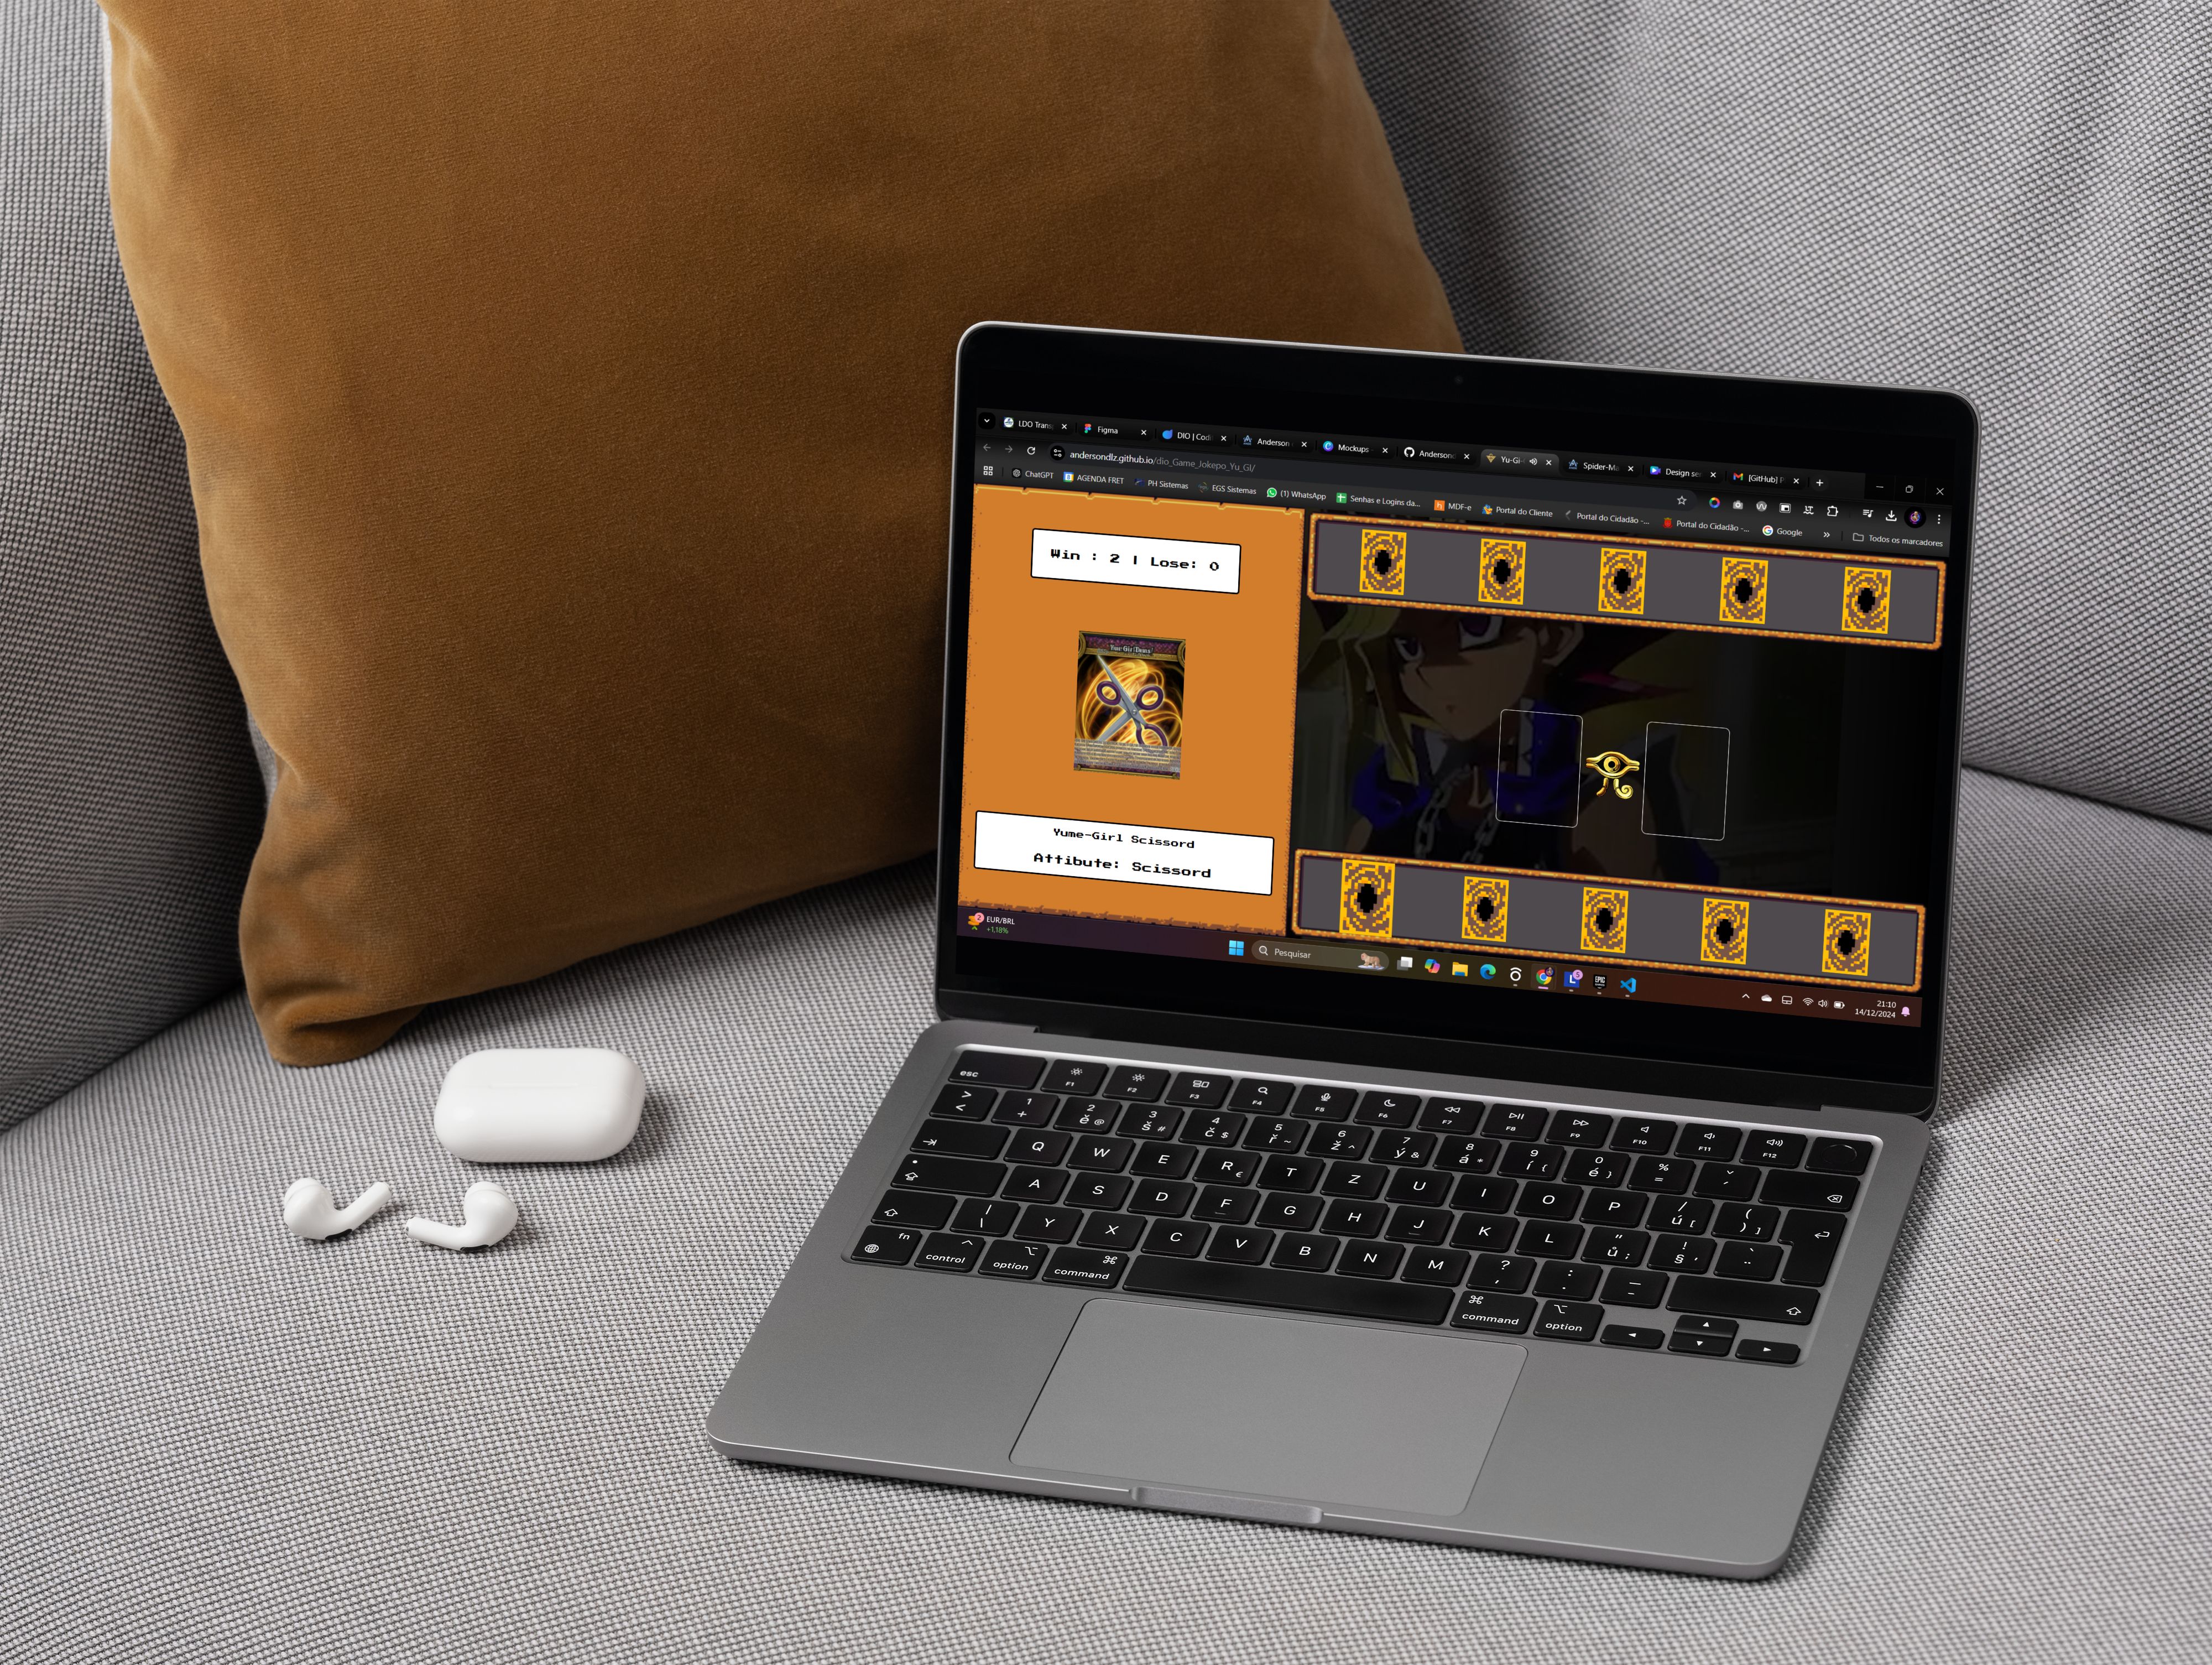 LDO Trans
Figma
DIO | Codi
Anderson
Mockups
Anderson
Yu-Gi-
Spider-Ma
Design se
[GitHub] P
andersondlz.github.io/dio_Game_Jokepo_Yu_GI/
ChatGPT
AGENDA FRET
PH Sistemas
EGS Sistemas
(1) WhatsApp
Senhas e Logins da...
MDF-e
Portal do Cliente
Portal do Cidadão -...
Portal do Cidadão -...
Google
Todos os marcadores
Win : 2 | Lose: 0
Yume-Girl Scissord
Attibute: Scissord
2
EUR/BRL
+1,18%
Pesquisar
L 5
EPIC
21:10
14/12/2024
esc F1 F2 F3 F4 F5 F6 F7 F8 F9 F10 F11 F12
> < 1 + 2 ě @ 3 š # 4 č $ 5 ř ~ 6 ž ^ 7 ý & 8 á * 9 í { 0 é } % = ˇ ´
Q W E R € T Z U I O P / ú [ ( ) ]
A S D F G H J K L " ů ; ! § ' ¨ `
| \ Y X C V B N M ? , : . _ -
fn control option command command option